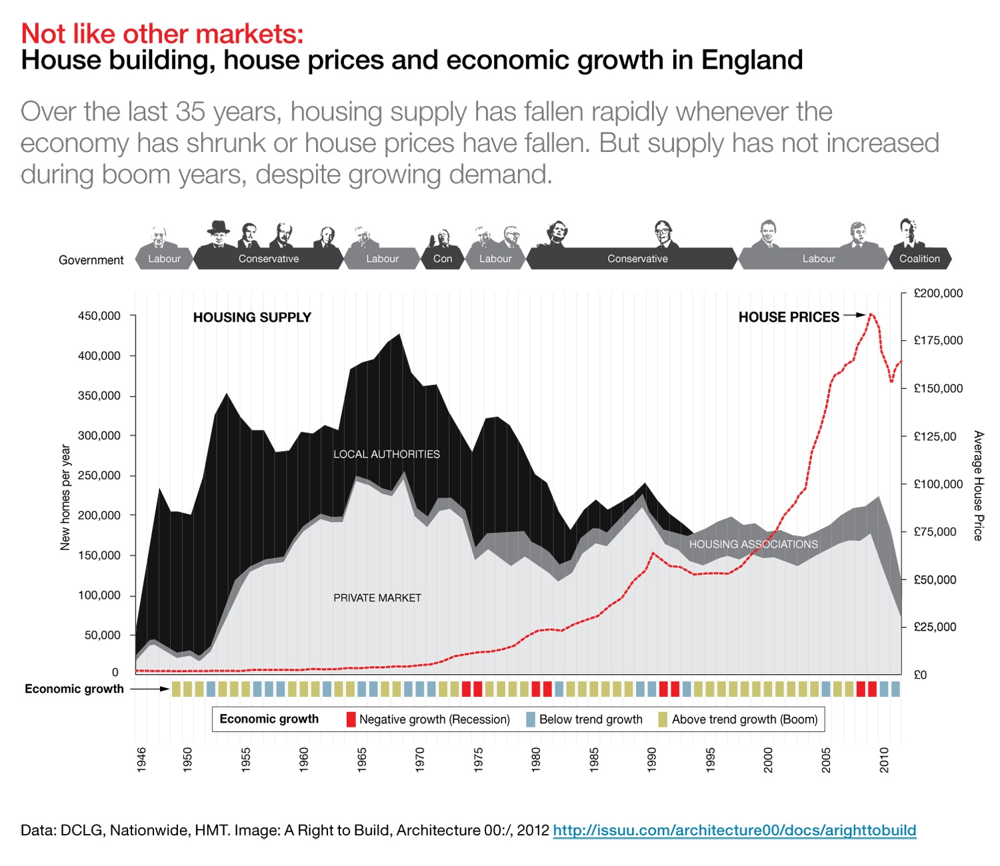 Not like other markets:
House building, house prices and economic growth in England
Over the last 35 years, housing supply has fallen rapidly whenever the
economy has shrunk or house prices have fallen. But supply has not increased
during boom years, despite growing demand.
Government
Labour
Conservative
Labour
Con
Labour
Conservative
Labour
Coalition
HOUSING SUPPLY
HOUSE PRICES
New homes per year
450,000
400,000
350,000
300,000
250,000
200,000
150,000
100,000
50,000
0
LOCAL AUTHORITIES
HOUSING ASSOCIATIONS
PRIVATE MARKET
£200,000
£175,000
£150,000
£125,00
£100,000
£75,000
£50,000
£25,000
£0
Average House Price
Economic growth
Economic growth
Negative growth (Recession)
Below trend growth
Above trend growth (Boom)
1946
1950
1955
1960
1965
1970
1975
1980
1985
1990
1995
2000
2005
2010
Data: DCLG, Nationwide, HMT. Image: A Right to Build, Architecture 00:/, 2012 http://issuu.com/architecture00/docs/arighttobuild